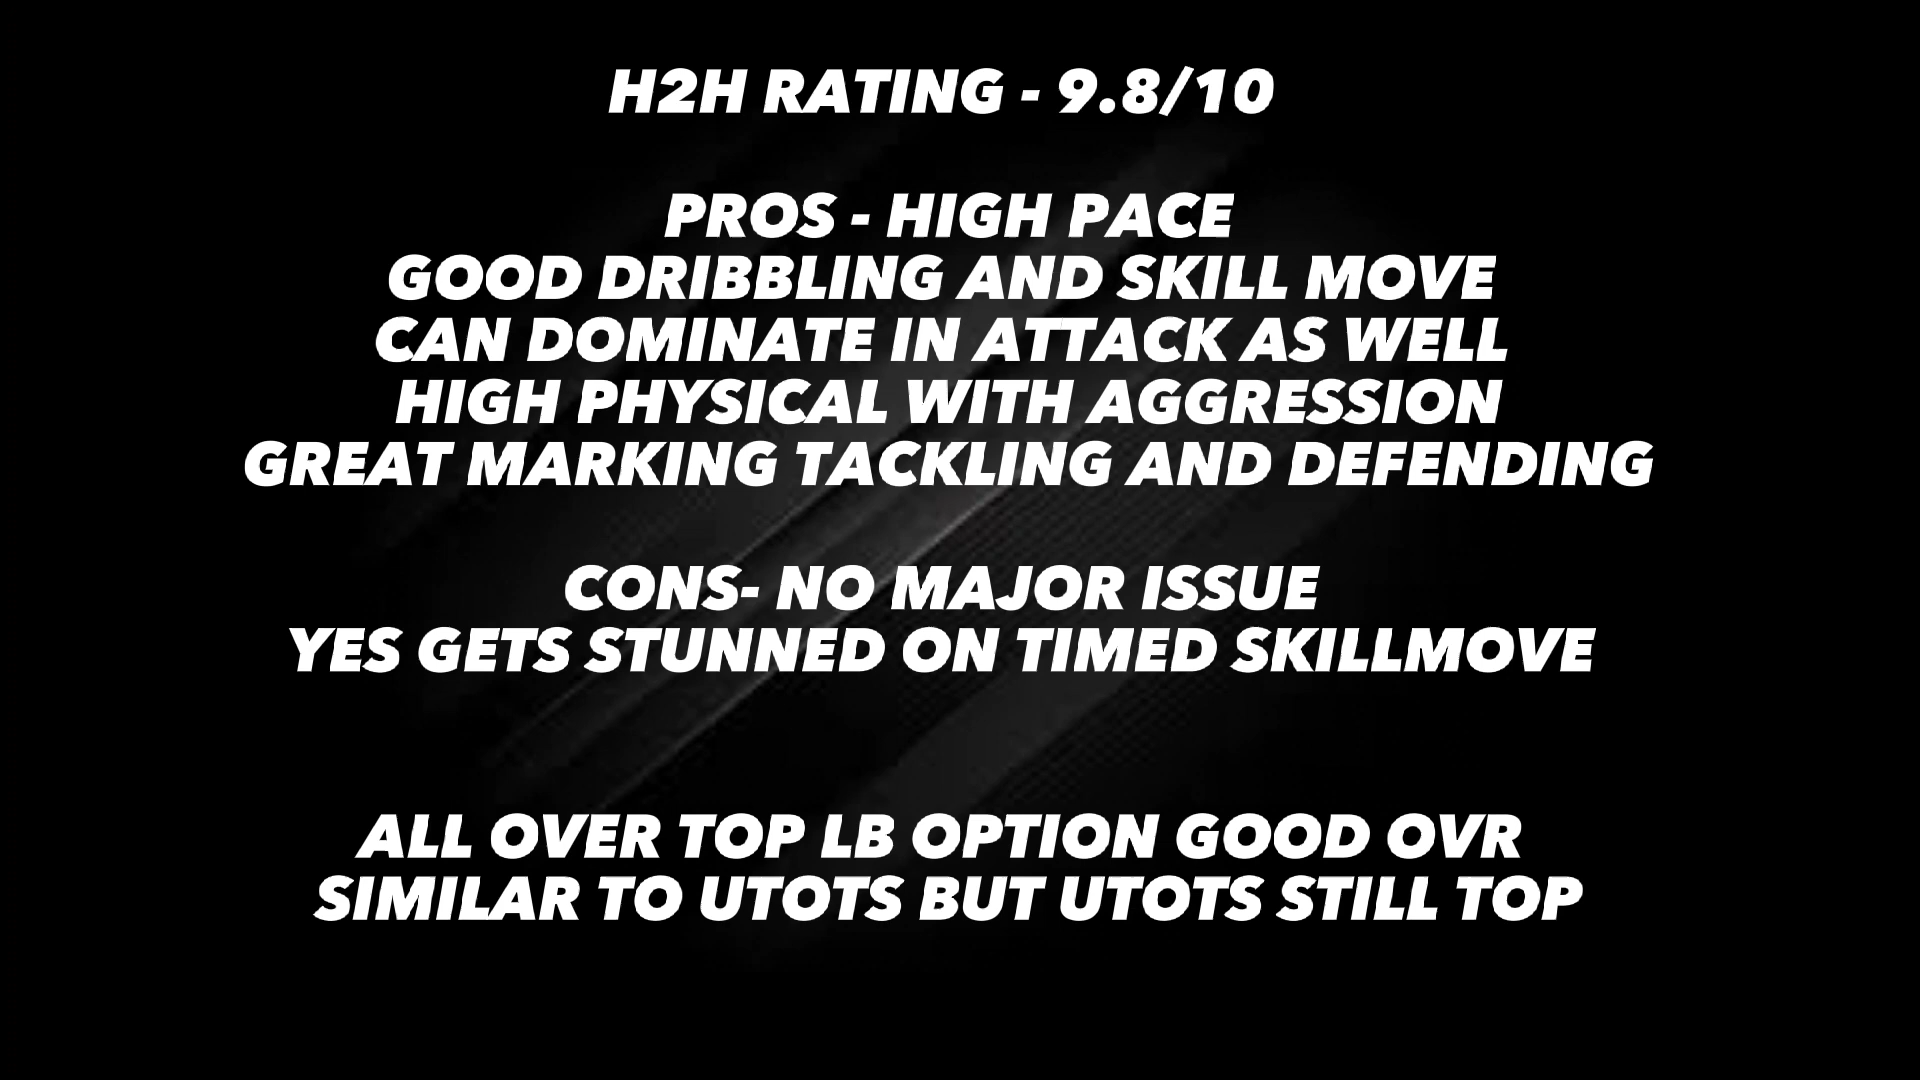 H2H RATING - 9.8/10
PROS - HIGH PACE
GOOD DRIBBLING AND SKILL MOVE
CAN DOMINATE IN ATTACK AS WELL
HIGH PHYSICAL WITH AGGRESSION
GREAT MARKING TACKLING AND DEFENDING
CONS- NO MAJOR ISSUE
YES GETS STUNNED ON TIMED SKILLMOVE
ALL OVER TOP LB OPTION GOOD OVR
SIMILAR TO UTOTS BUT UTOTS STILL TOP